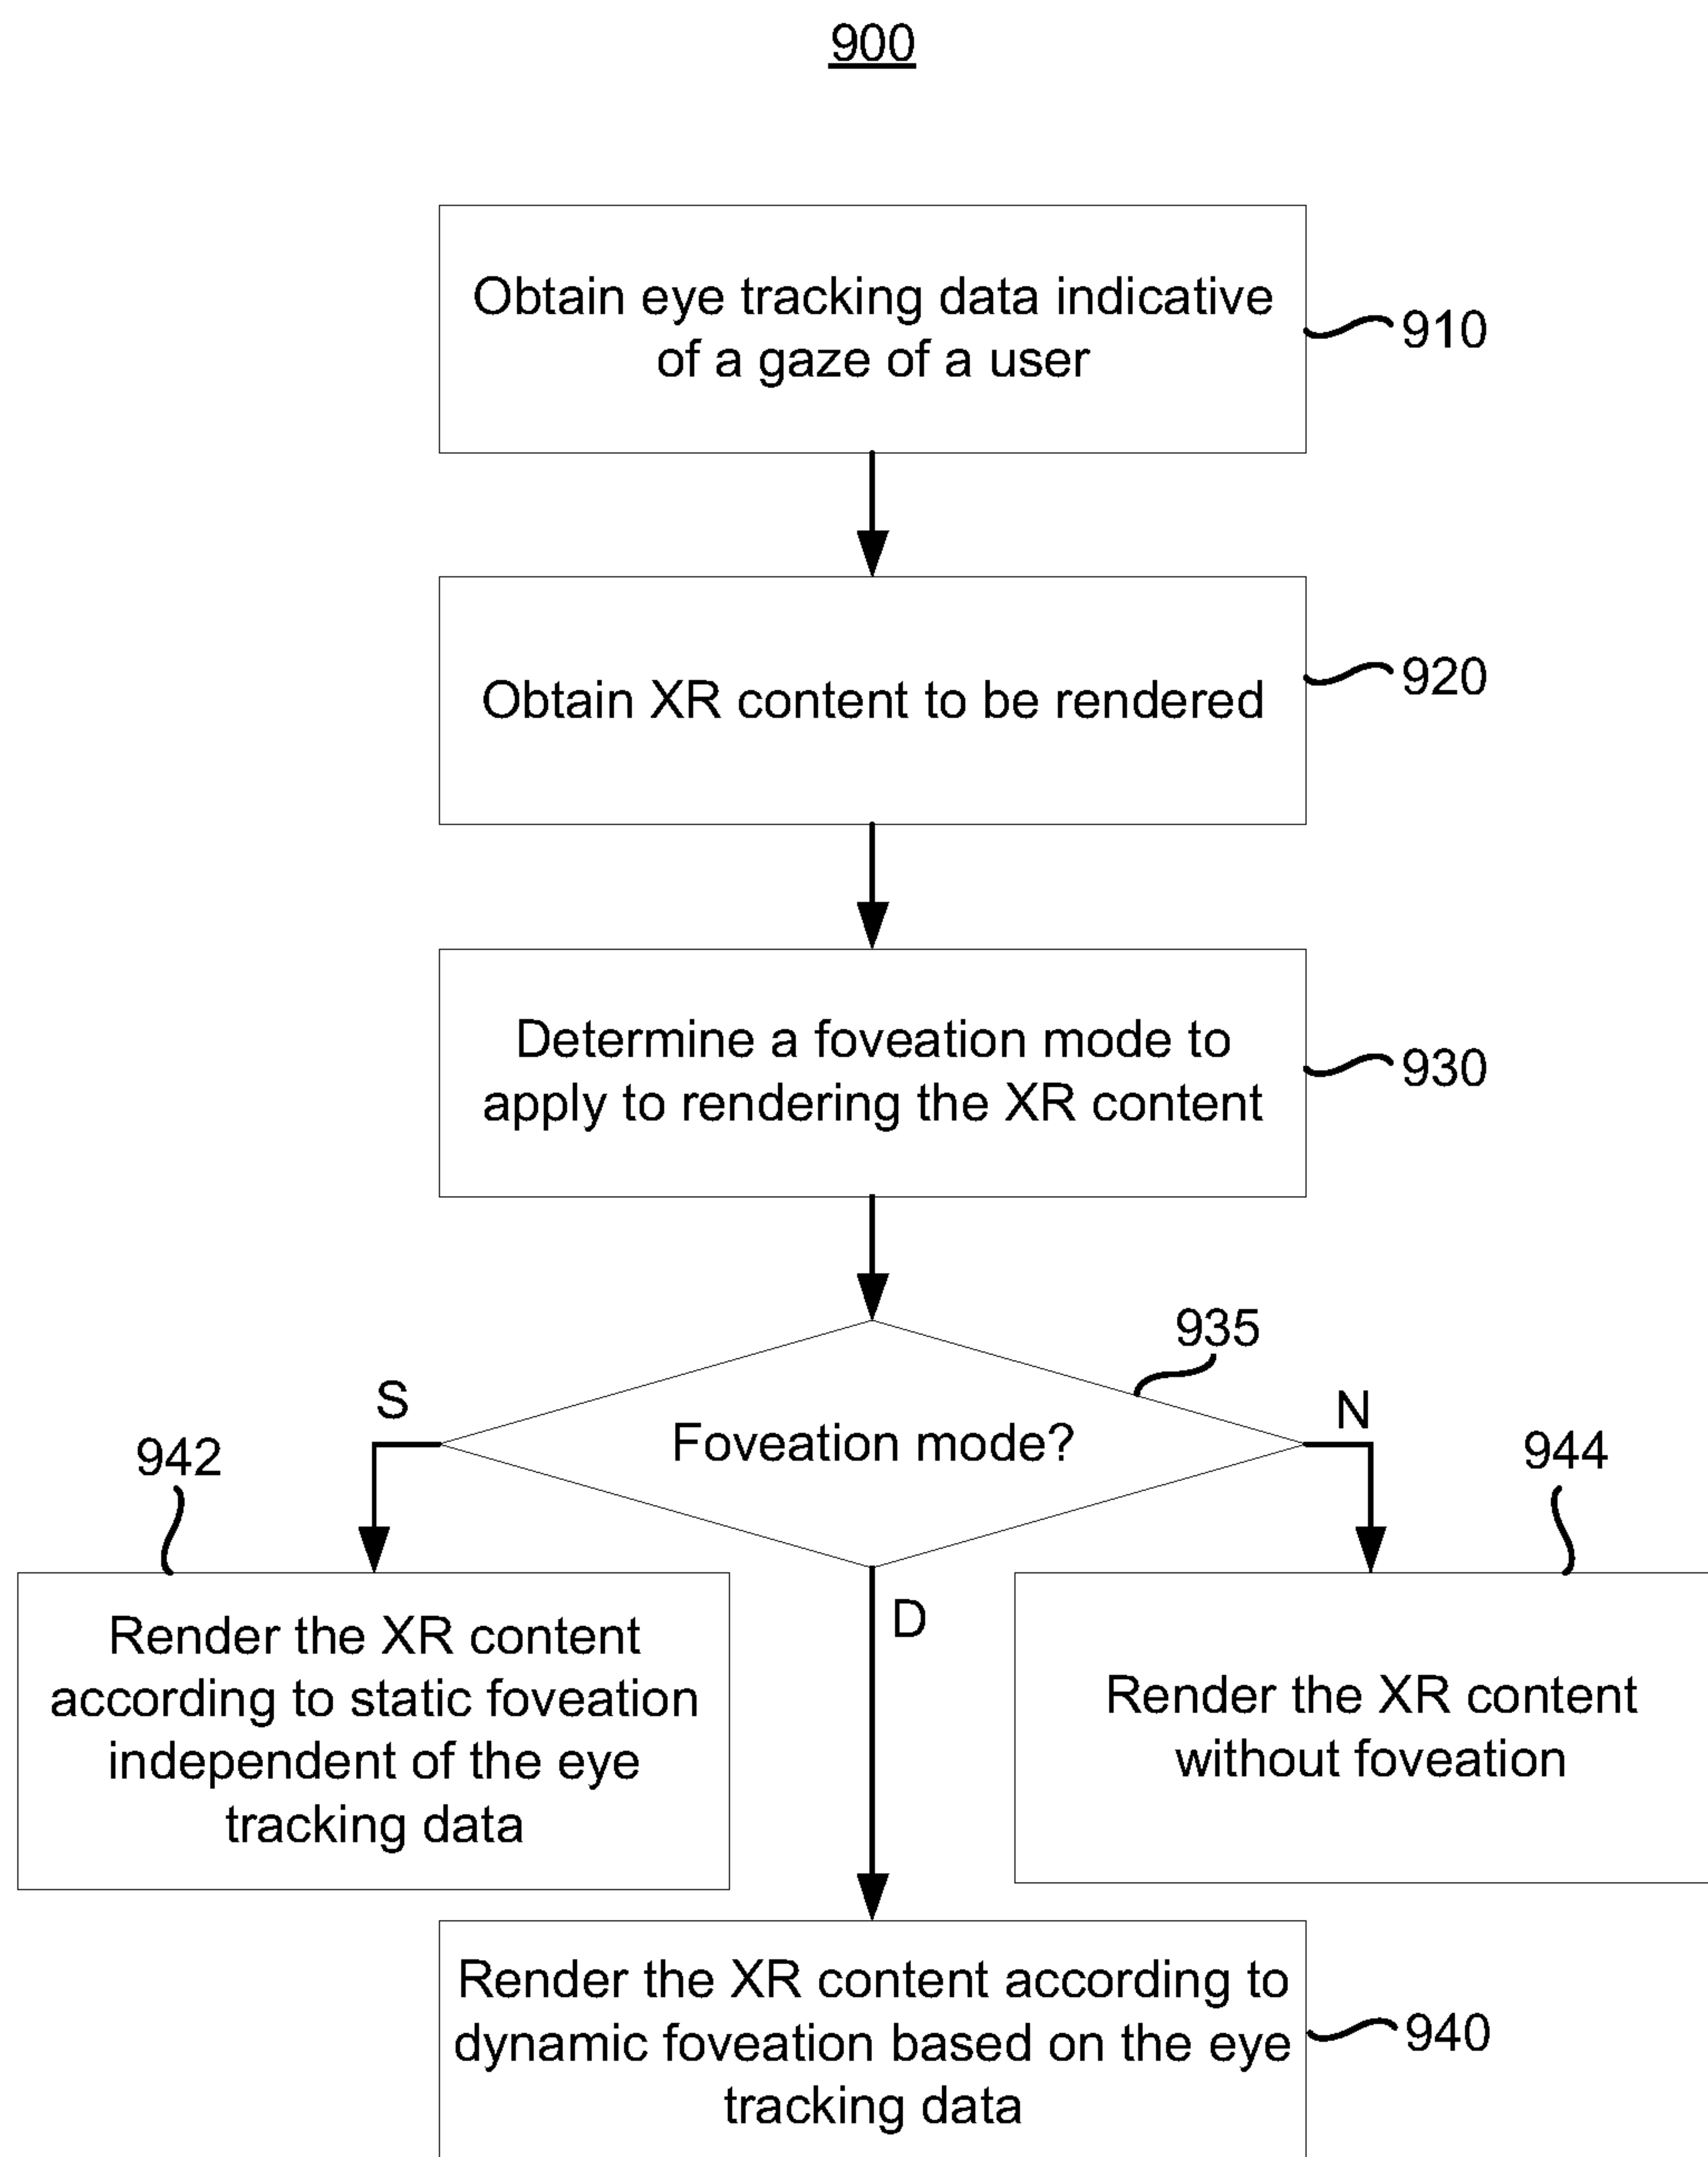 900
Obtain eye tracking data indicative
of a gaze of a user
910
Obtain XR content to be rendered
920
Determine a foveation mode to
apply to rendering the XR content
930
935
Foveation mode?
S
N
D
942
Render the XR content
according to static foveation
independent of the eye
tracking data
944
Render the XR content
without foveation
Render the XR content according to
dynamic foveation based on the eye
tracking data
940